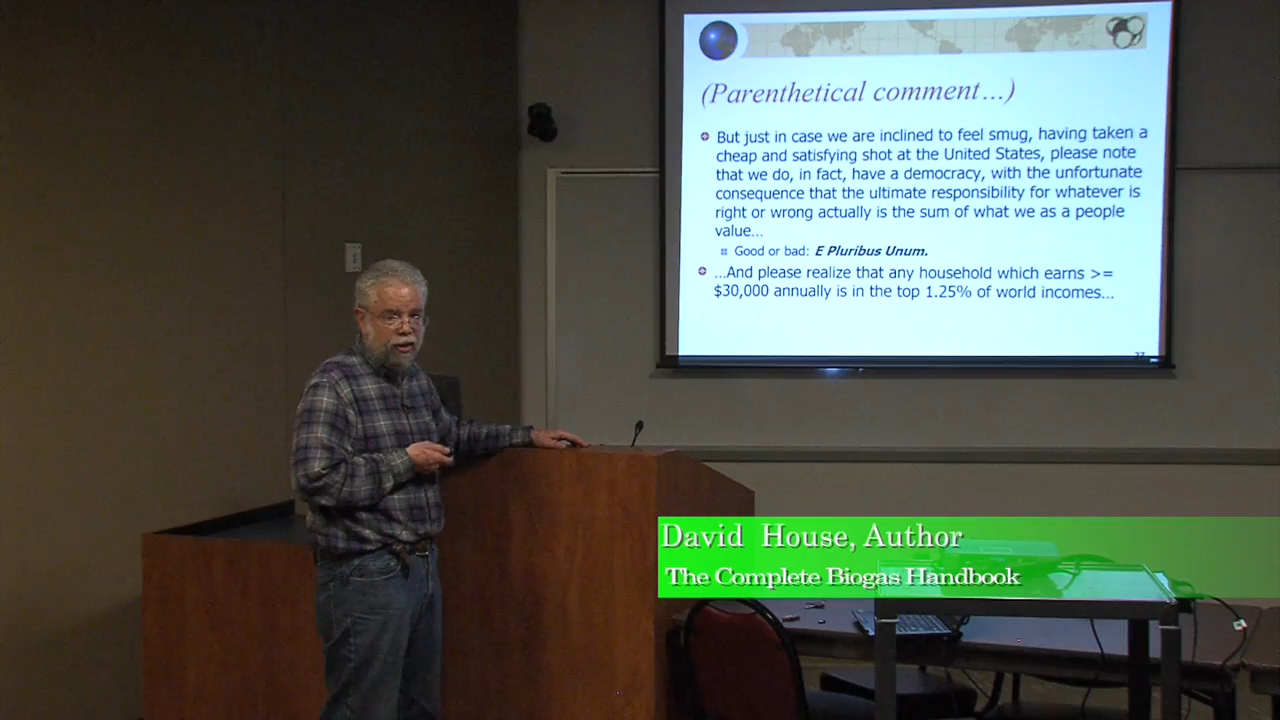 (Parenthetical comment...)
But just in case we are inclined to feel smug, having taken a
cheap and satisfying shot at the United States, please note
that we do, in fact, have a democracy, with the unfortunate
consequence that the ultimate responsibility for whatever is
right or wrong actually is the sum of what we as a people
value...
Good or bad: E Pluribus Unum.
...And please realize that any household which earns >=
$30,000 annually is in the top 1.25% of world incomes...
David House, Author
The Complete Biogas Handbook